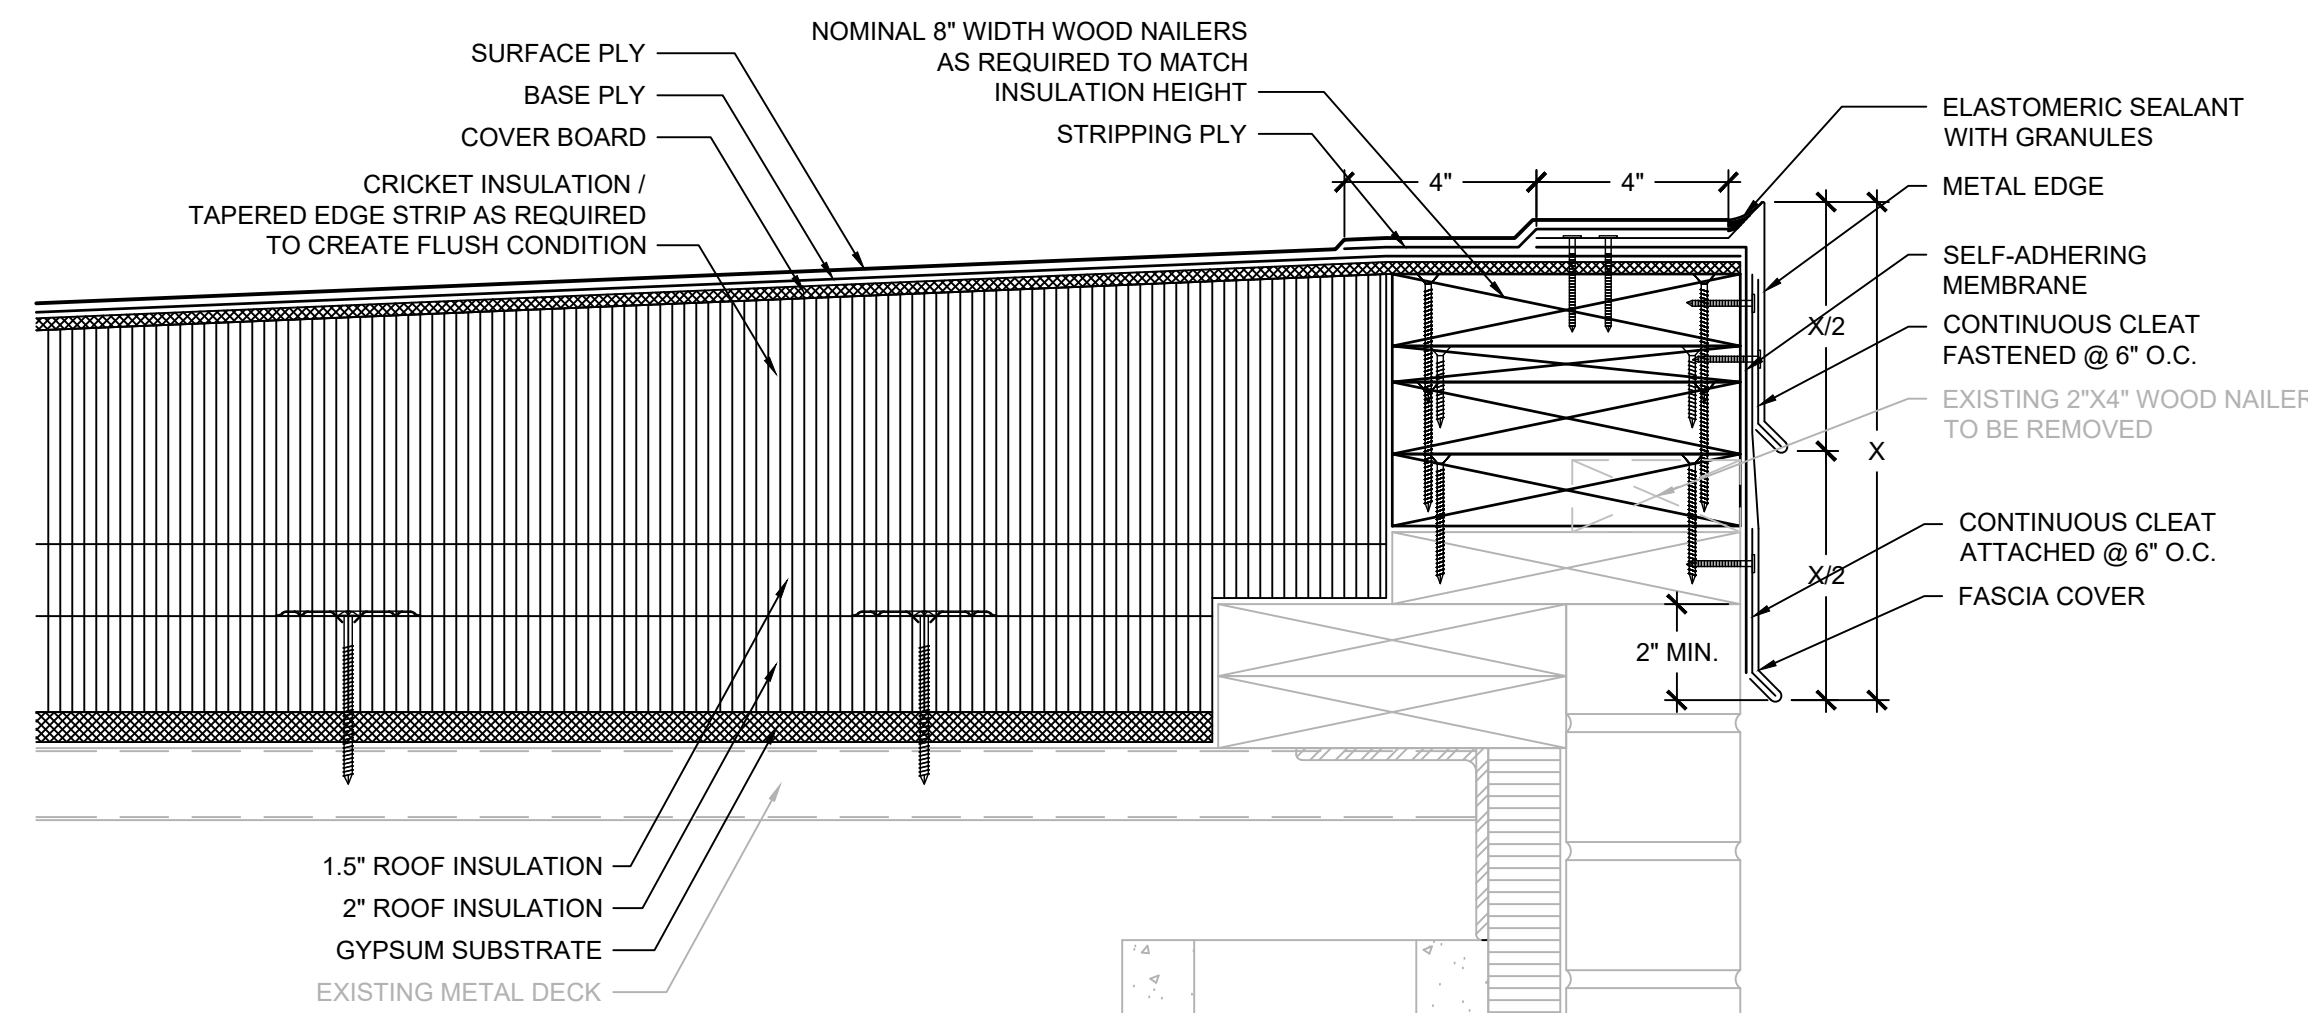 SURFACE PLY
BASE PLY
COVER BOARD
CRICKET INSULATION /
TAPERED EDGE STRIP AS REQUIRED
TO CREATE FLUSH CONDITION
NOMINAL 8" WIDTH WOOD NAILERS
AS REQUIRED TO MATCH
INSULATION HEIGHT
STRIPPING PLY
4"
4"
ELASTOMERIC SEALANT
WITH GRANULES
METAL EDGE
SELF-ADHERING
MEMBRANE
X/2
CONTINUOUS CLEAT
FASTENED @ 6" O.C.
EXISTING 2"X4" WOOD NAILER
TO BE REMOVED
X
CONTINUOUS CLEAT
ATTACHED @ 6" O.C.
X/2
FASCIA COVER
2" MIN.
1.5" ROOF INSULATION
2" ROOF INSULATION
GYPSUM SUBSTRATE
EXISTING METAL DECK